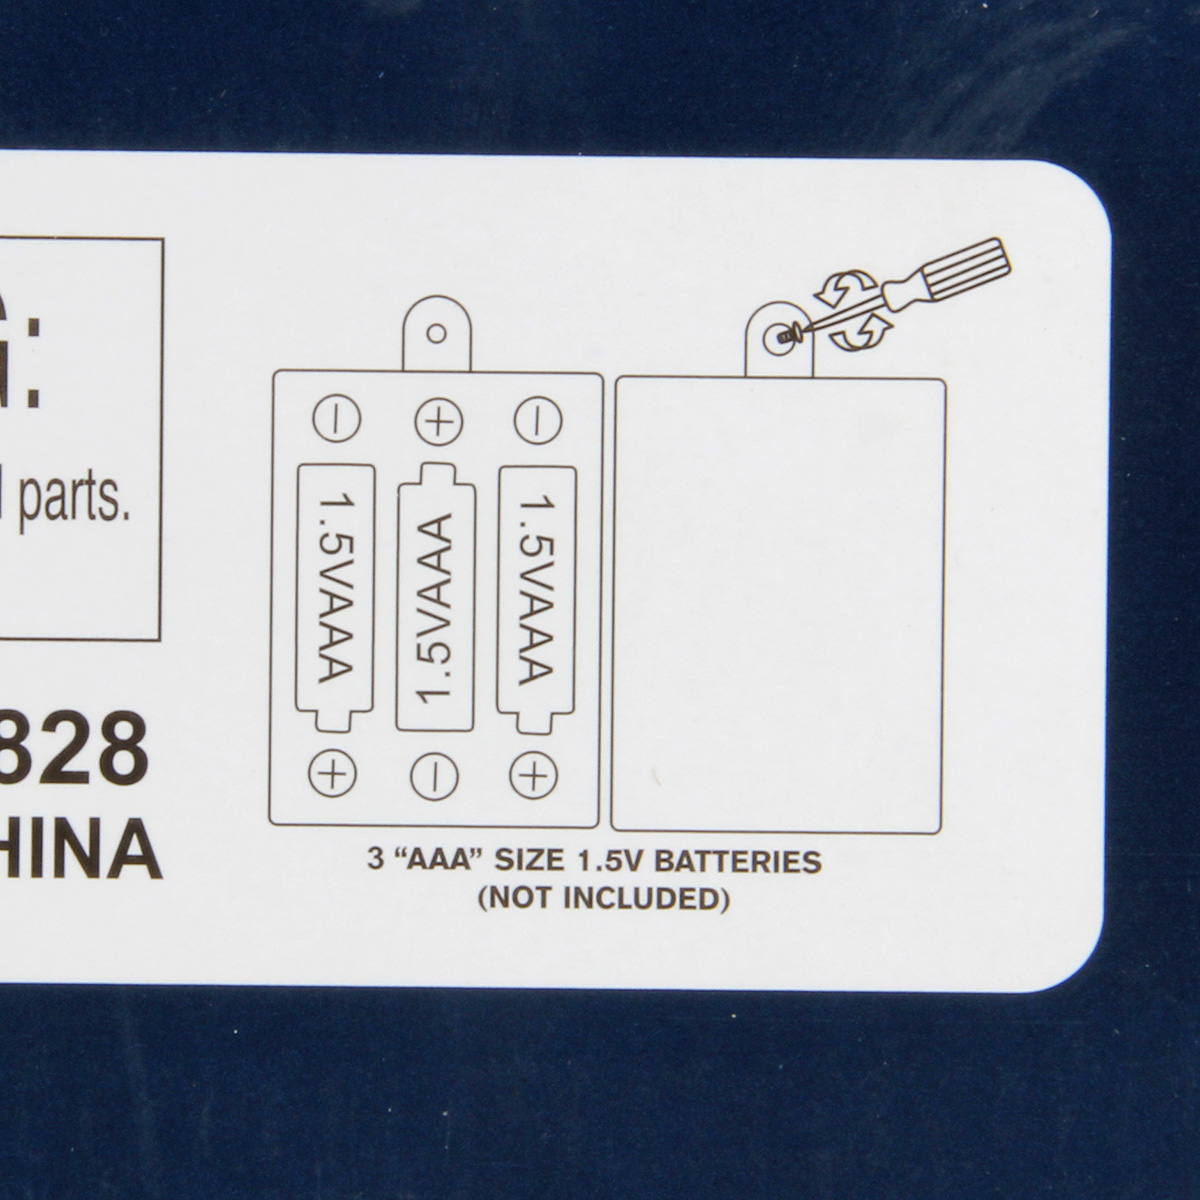 G:
parts.
828
HINA
− + −
1.5VAAA
1.5VAAA
1.5VAAA
+ − +
3 “AAA” SIZE 1.5V BATTERIES
(NOT INCLUDED)